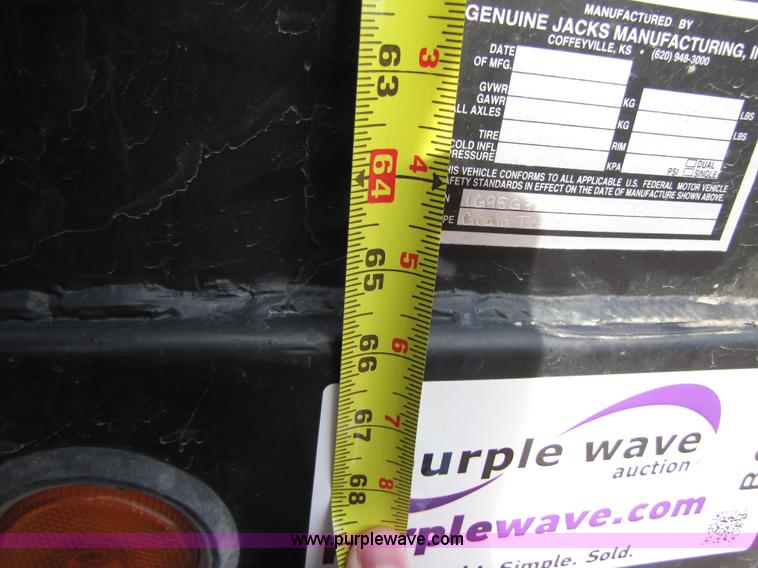 MANUFACTURED BY
GENUINE JACKS MANUFACTURING,
COFFEYVILLE, KS • (620) 948-3000
DATE
OF MFG.
GVWR
GAWR
KG
LBS
LL AXLES
KG
LBS
TIRE
RIM
COLD INFL
PRESSURE
KPA
PSI
DUAL
SINGLE
HIS VEHICLE CONFORMS TO ALL APPLICABLE U.S. FEDERAL MOTOR VEHICLE
AFETY STANDARDS IN EFFECT ON THE DATE OF MANUFACTURE SHOWN ABOVE.
N
PE Grain
3
63
4
64
5
65
6
66
7
67
8
68
urple wave
auction
rplewave.com
Simple. Sold.
www.purplewave.com